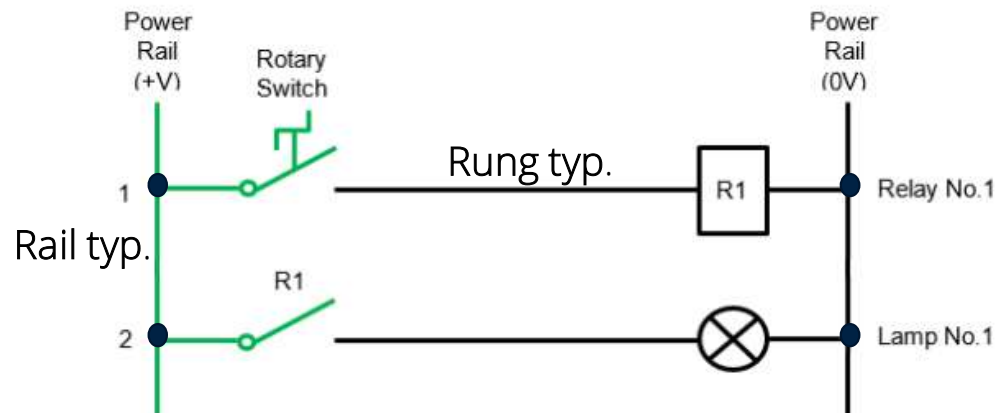 Power
Rail
(+V)
Rotary
Switch
Power
Rail
(0V)
1
Rung typ.
R1
Relay No.1
Rail typ.
R1
2
Lamp No.1